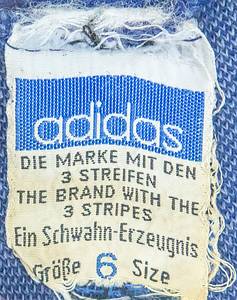 adidas
DIE MARKE MIT DEN
3 STREIFEN
THE BRAND WITH THE
3 STRIPES
Ein Schwahn-Erzeugnis
Größe 6 Size